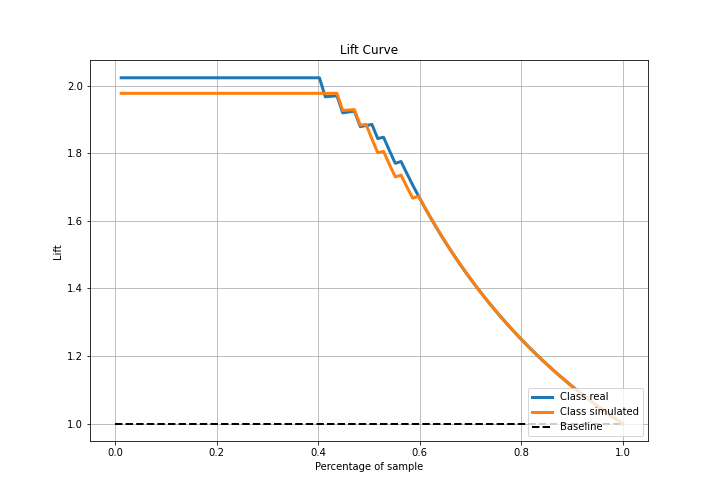 Lift Curve
Lift
2.0
1.8
1.6
1.4
1.2
1.0
0.0
0.2
0.4
0.6
0.8
1.0
Percentage of sample
Class real
Class simulated
Baseline